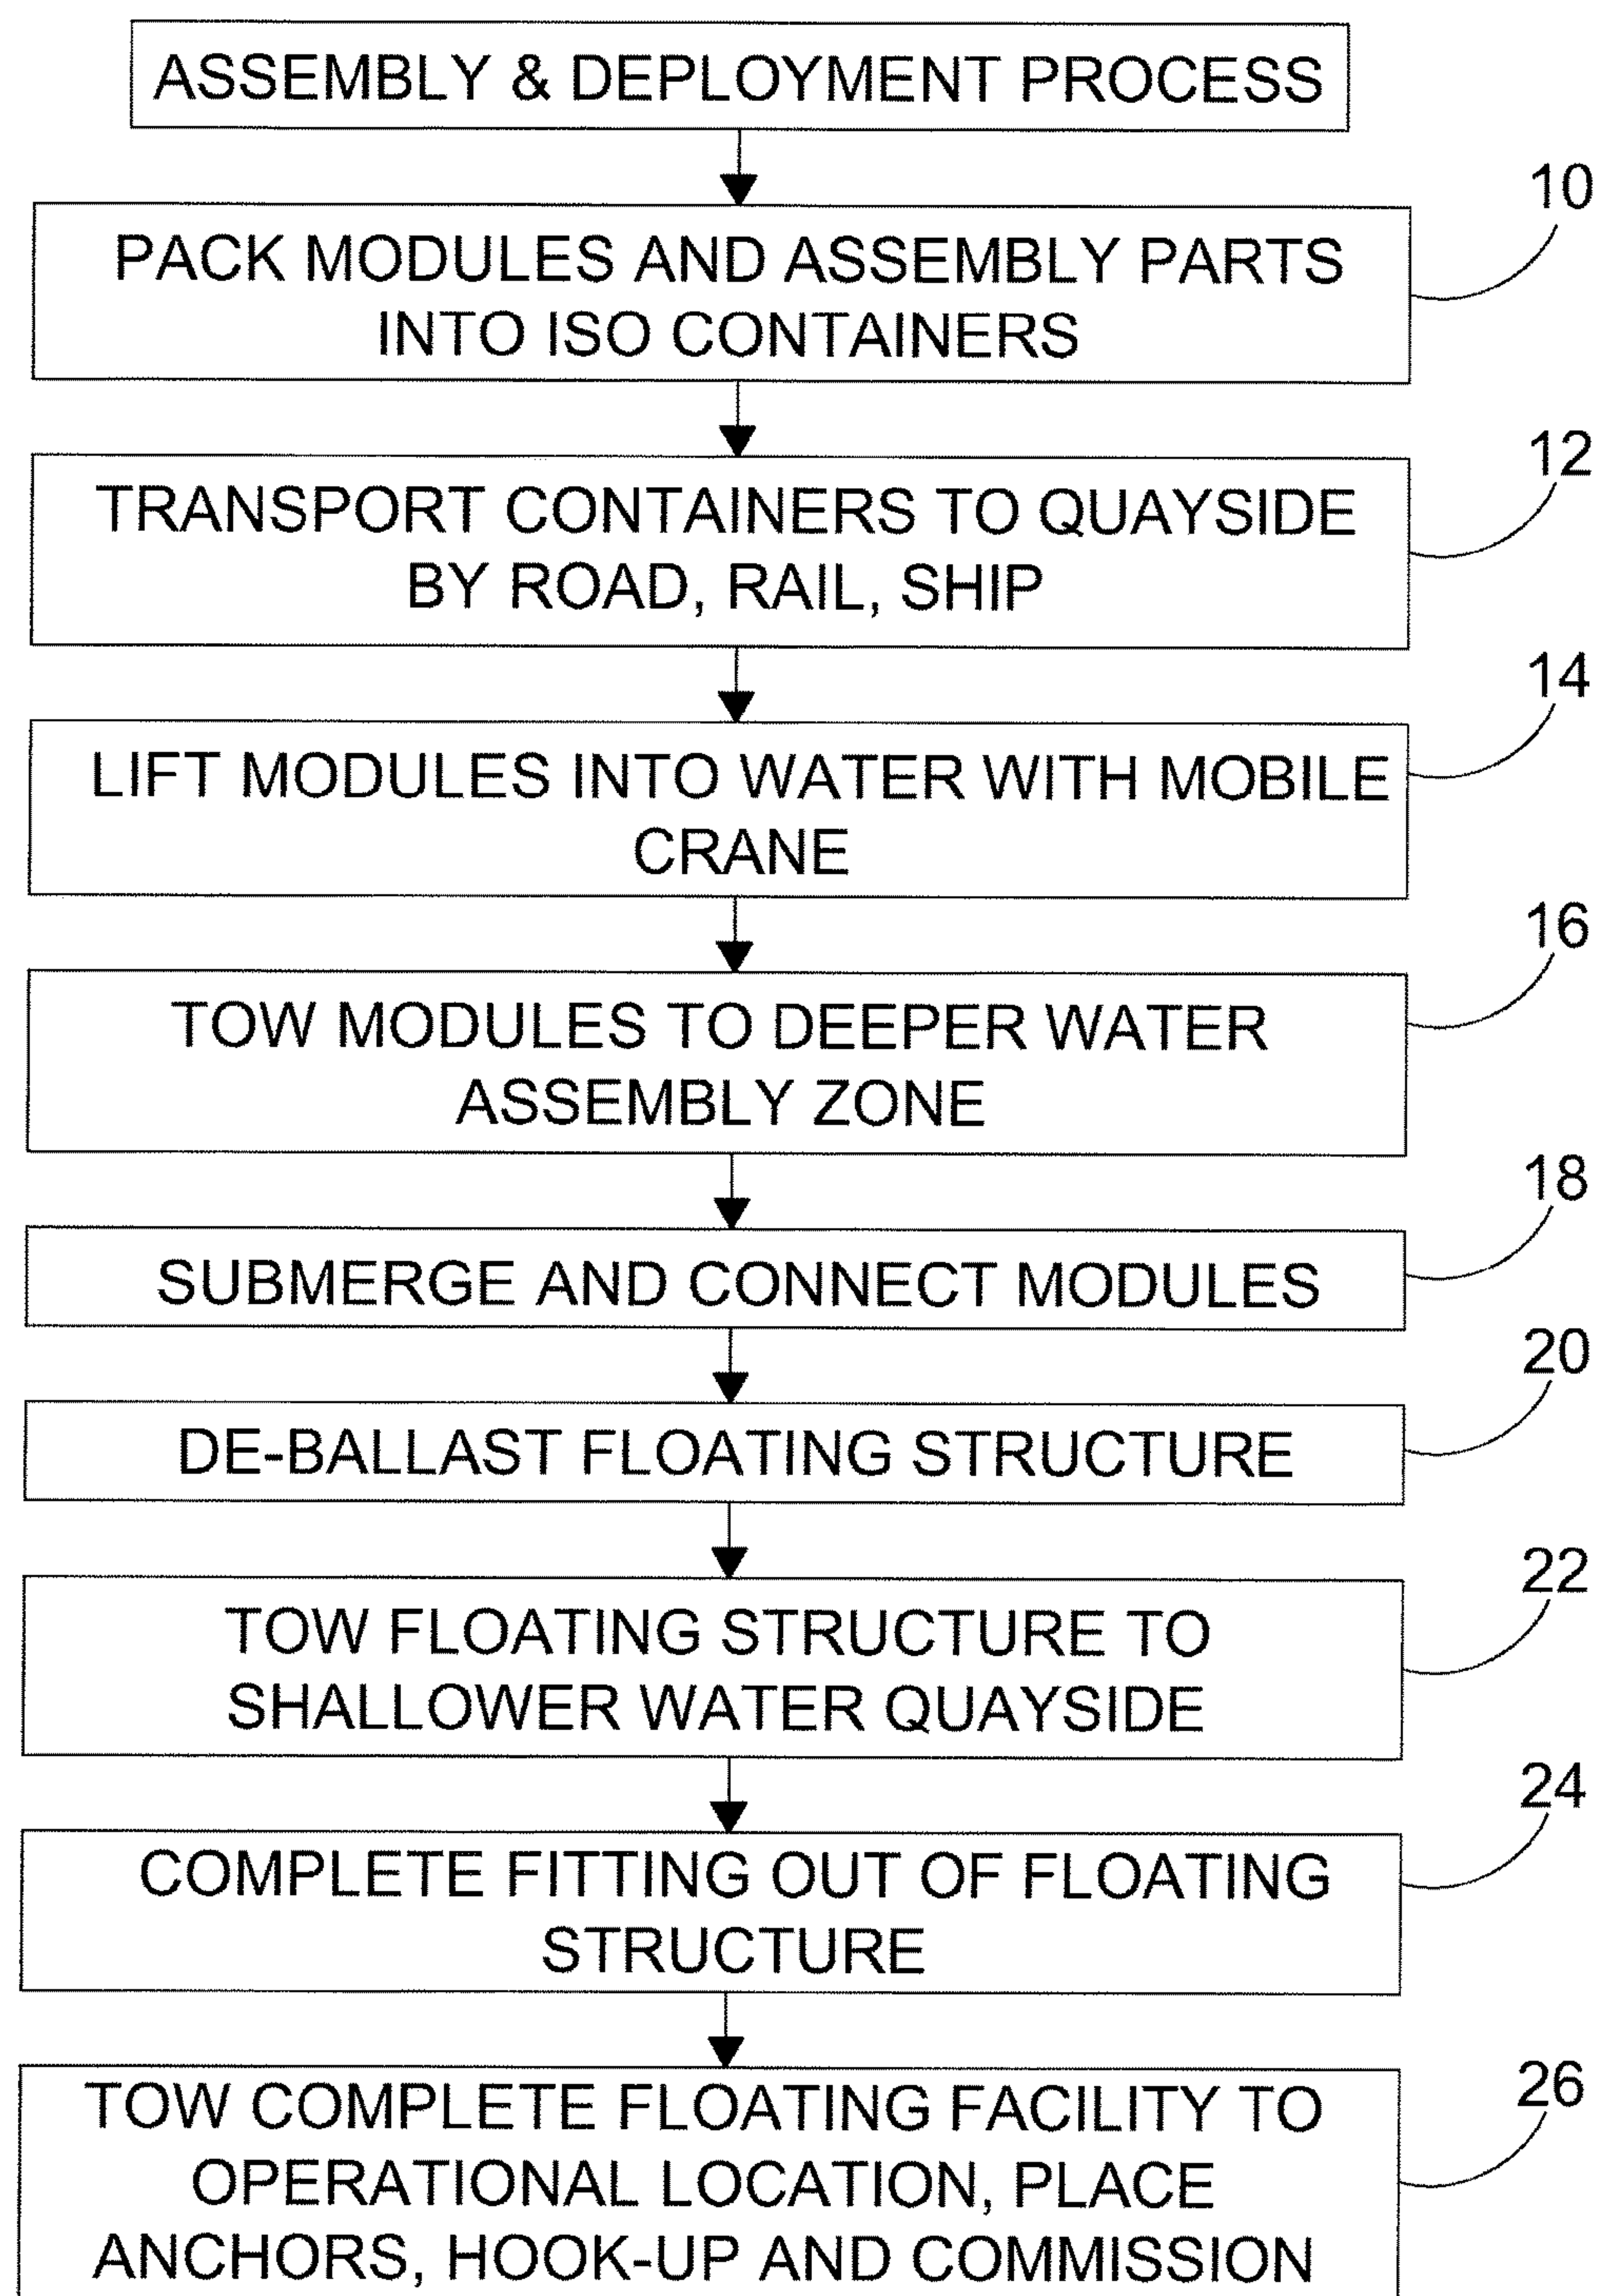 ASSEMBLY & DEPLOYMENT PROCESS
10
PACK MODULES AND ASSEMBLY PARTS
INTO ISO CONTAINERS
12
TRANSPORT CONTAINERS TO QUAYSIDE
BY ROAD, RAIL, SHIP
14
LIFT MODULES INTO WATER WITH MOBILE
CRANE
16
TOW MODULES TO DEEPER WATER
ASSEMBLY ZONE
18
SUBMERGE AND CONNECT MODULES
20
DE-BALLAST FLOATING STRUCTURE
22
TOW FLOATING STRUCTURE TO
SHALLOWER WATER QUAYSIDE
24
COMPLETE FITTING OUT OF FLOATING
STRUCTURE
26
TOW COMPLETE FLOATING FACILITY TO
OPERATIONAL LOCATION, PLACE
ANCHORS, HOOK-UP AND COMMISSION